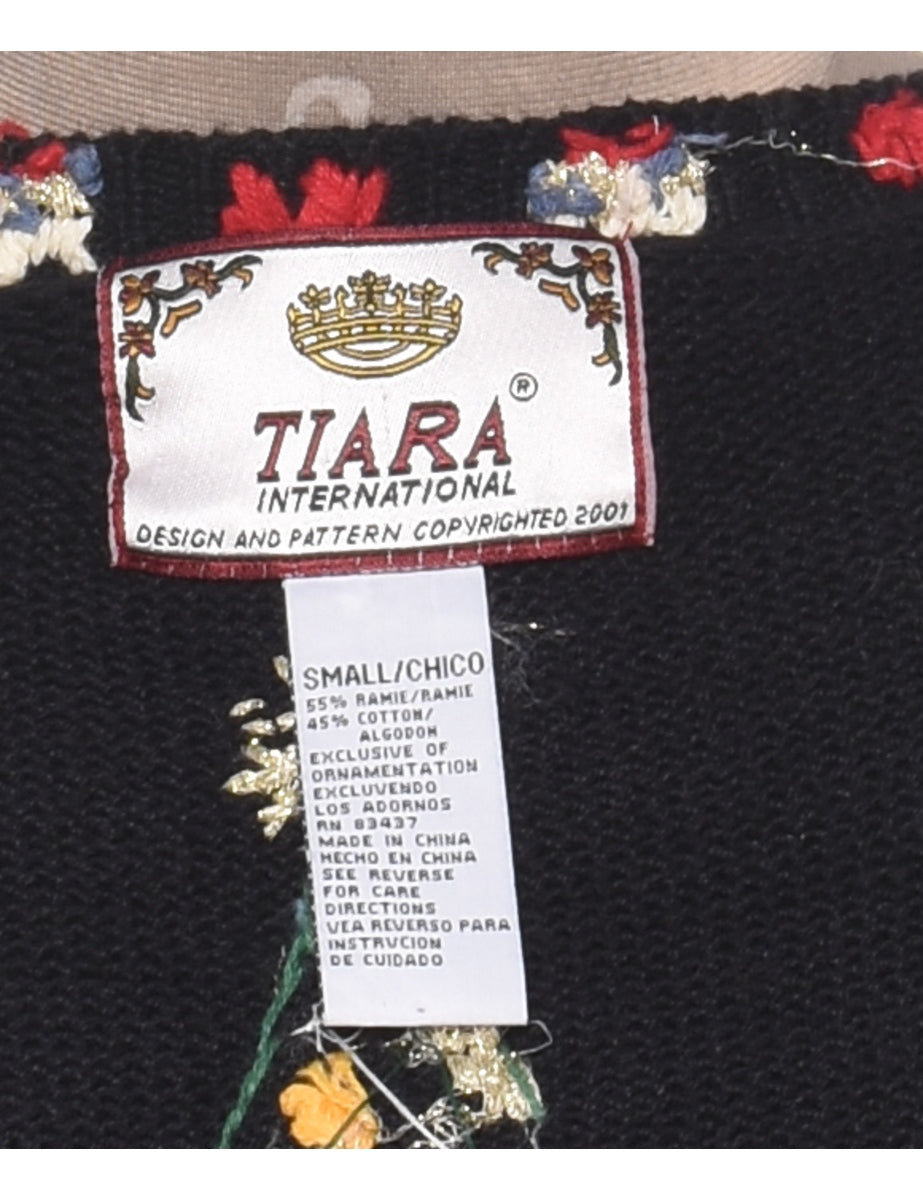 TIARA®
INTERNATIONAL
DESIGN AND PATTERN COPYRIGHTED 2001
SMALL/CHICO
55% RAMIE/RAMIE
45% COTTON/
ALGODON
EXCLUSIVE OF
ORNAMENTATION
EXCLUVENDO
LOS ADORNOS
RN 83437
MADE IN CHINA
HECHO EN CHINA
SEE REVERSE
FOR CARE
DIRECTIONS
VEA REVERSO PARA
INSTRVCION
DE CUIDADO